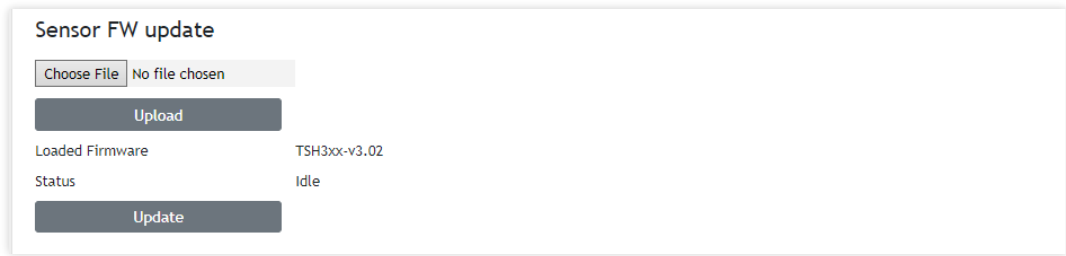 Sensor FW update
Choose File No file chosen
Upload
Loaded Firmware TSH3xx-v3.02
Status Idle
Update